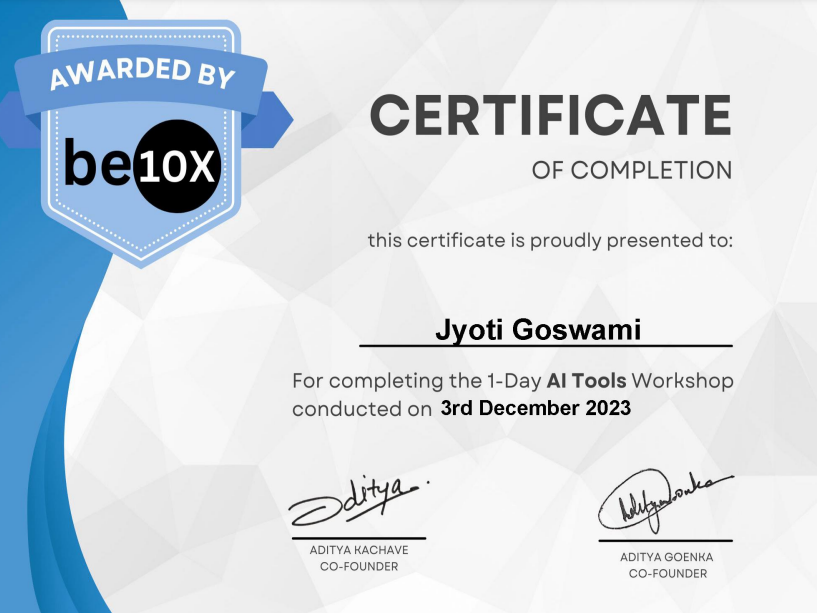 AWARDED BY
be10X
CERTIFICATE
OF COMPLETION
this certificate is proudly presented to:
Jyoti Goswami
For completing the 1-Day AI Tools Workshop
conducted on 3rd December 2023
Aditya
ADITYA KACHAVE
CO-FOUNDER
ADITYA GOENKA
CO-FOUNDER